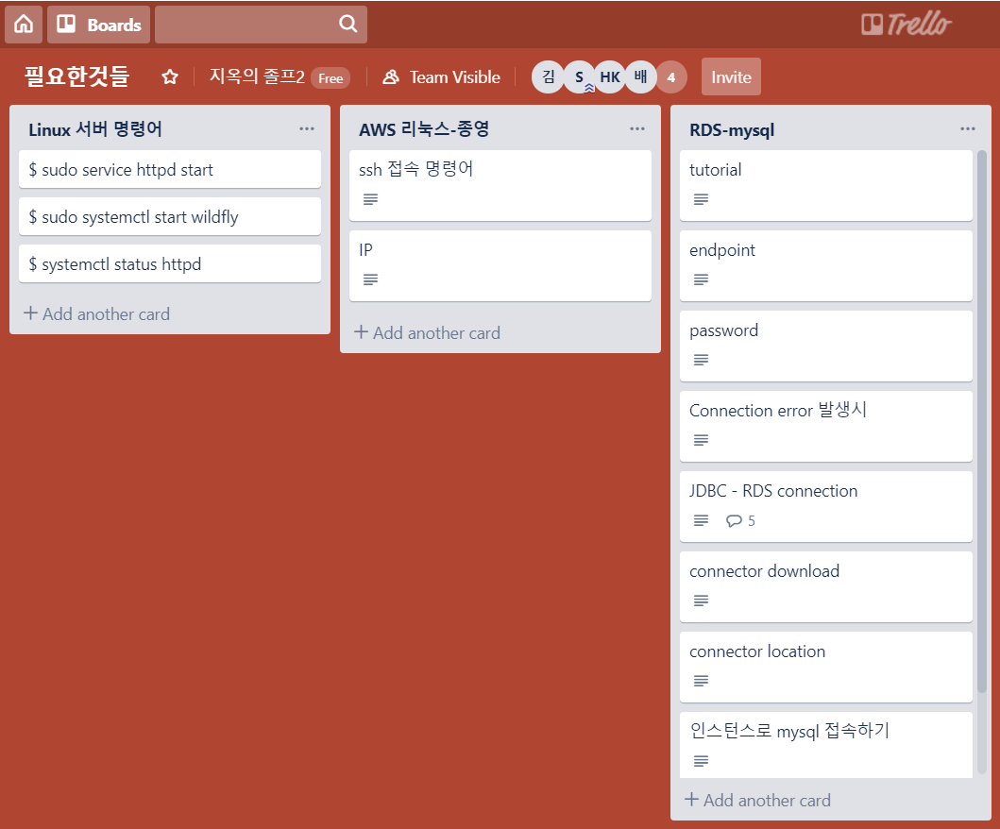 Boards
Trello
필요한것들
지옥의 졸프2 Free
Team Visible
김 S HK 배 4
Invite
Linux 서버 명령어
$ sudo service httpd start
$ sudo systemctl start wildfly
$ systemctl status httpd
+ Add another card
AWS 리눅스-종영
ssh 접속 명령어
IP
+ Add another card
RDS-mysql
tutorial
endpoint
password
Connection error 발생시
JDBC - RDS connection
5
connector download
connector location
인스턴스로 mysql 접속하기
+ Add another card